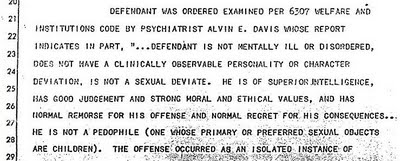 20
21 DEFENDANT WAS ORDERED EXAMINED PER 6307 WELFARE AND
22 INSTITUTIONS CODE BY PSYCHIATRIST ALVIN E. DAVIS WHOSE REPORT
23 INDICATES IN PART, "...DEFENDANT IS NOT MENTALLY ILL OR DISORDERED,
24 DOES NOT HAVE A CLINICALLY OBSERVABLE PERSONALITY OR CHARACTER
25 DEVIATION, IS NOT A SEXUAL DEVIATE. HE IS OF SUPERIOR.INTELLIGENCE,
26 HAS GOOD JUDGEMENT AND STRONG MORAL AND ETHICAL VALUES, AND HAS
27 NORMAL REMORSE FOR HIS OFFENSE AND NORMAL REGRET FOR HIS CONSEQUENCES...
28 HE IS NOT A PEDOPHILE (ONE WHOSE PRIMARY OR PREFERRED SEXUAL OBJECTS
29 ARE CHILDREN). THE OFFENSE OCCURRED AS AN ISOLATED INSTANCE OF